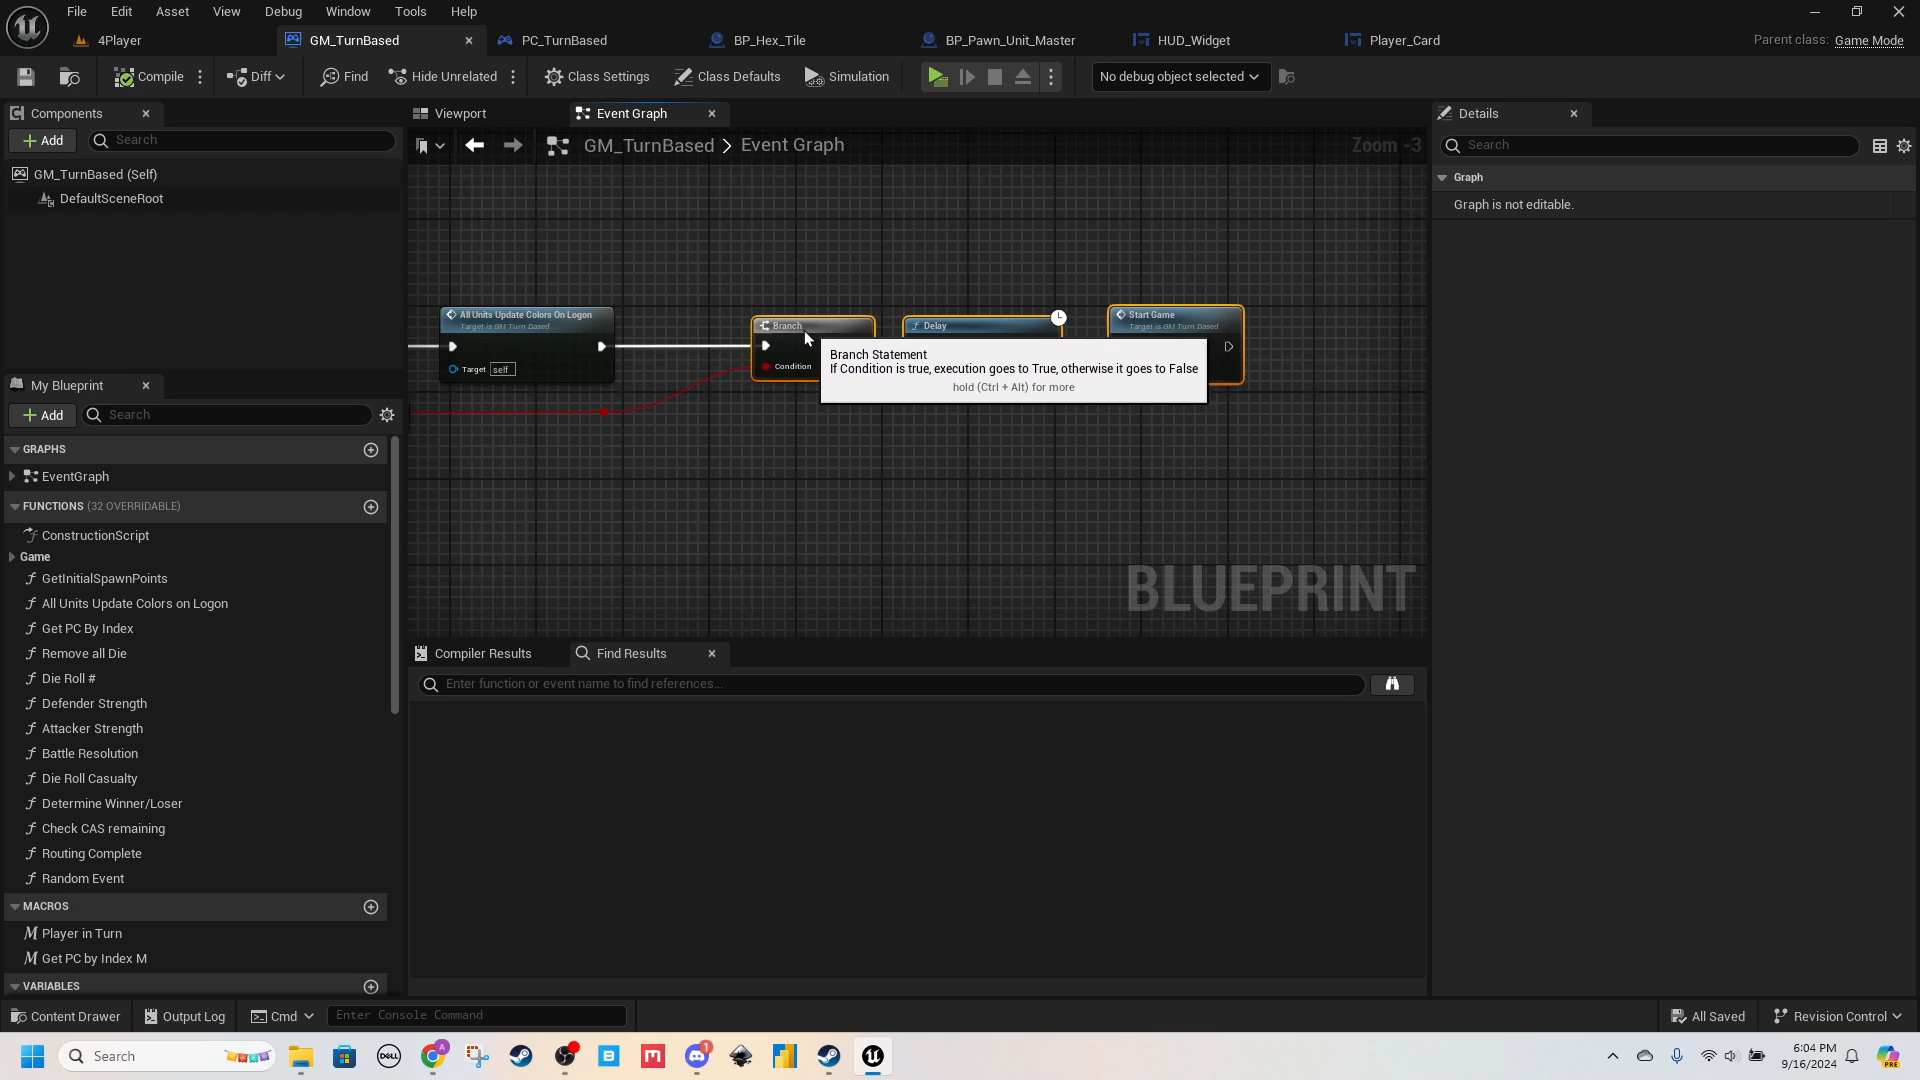 File Edit Asset View Debug Window Tools Help
4Player GM_TurnBased PC_TurnBased BP_Hex_Tile BP_Pawn_Unit_Master HUD_Widget Player_Card Parent class: Game Mode
Compile Diff Find Hide Unrelated Class Settings Class Defaults Simulation No debug object selected
Components Viewport Event Graph Details
Add Search GM_TurnBased > Event Graph Zoom -3 Search
GM_TurnBased (Self) Graph
DefaultSceneRoot Graph is not editable.
All Units Update Colors On Logon
Target is GM Turn Based
Target self
Branch
Condition
Delay
Start Game
Target is GM Turn Based
Branch Statement
If Condition is true, execution goes to True, otherwise it goes to False
hold (Ctrl + Alt) for more
BLUEPRINT
My Blueprint
Add Search
GRAPHS
EventGraph
FUNCTIONS (32 OVERRIDABLE)
ConstructionScript
Game
GetInitialSpawnPoints
All Units Update Colors on Logon
Get PC By Index
Remove all Die
Die Roll #
Defender Strength
Attacker Strength
Battle Resolution
Die Roll Casualty
Determine Winner/Loser
Check CAS remaining
Routing Complete
Random Event
MACROS
Player in Turn
Get PC by Index M
VARIABLES
Compiler Results Find Results
Enter function or event name to find references...
Content Drawer Output Log Cmd Enter Console Command All Saved Revision Control
Search DELL 1 6:04 PM
9/16/2024
PRE